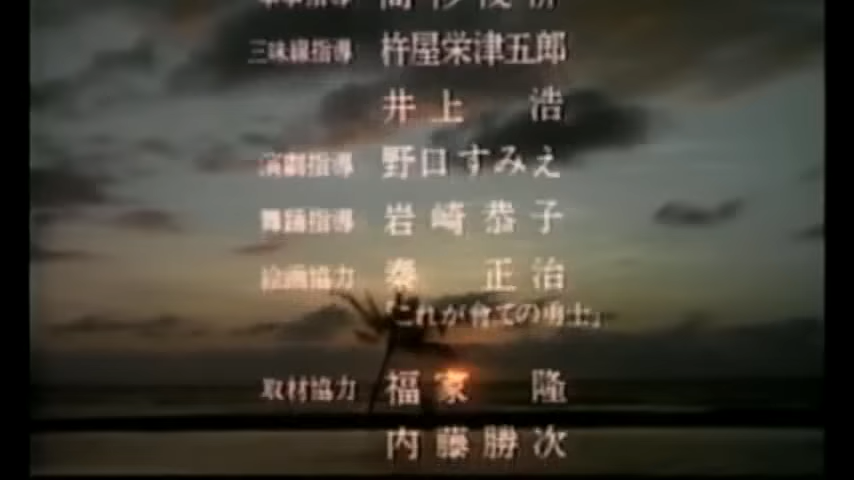 三味線指導 杵屋栄津五郎
井上 浩
演劇指導 野口すみえ
舞踊指導 岩崎恭子
絵画協力 秦 正治
「これが會ての勇士」
取材協力 福家 隆
内藤勝次